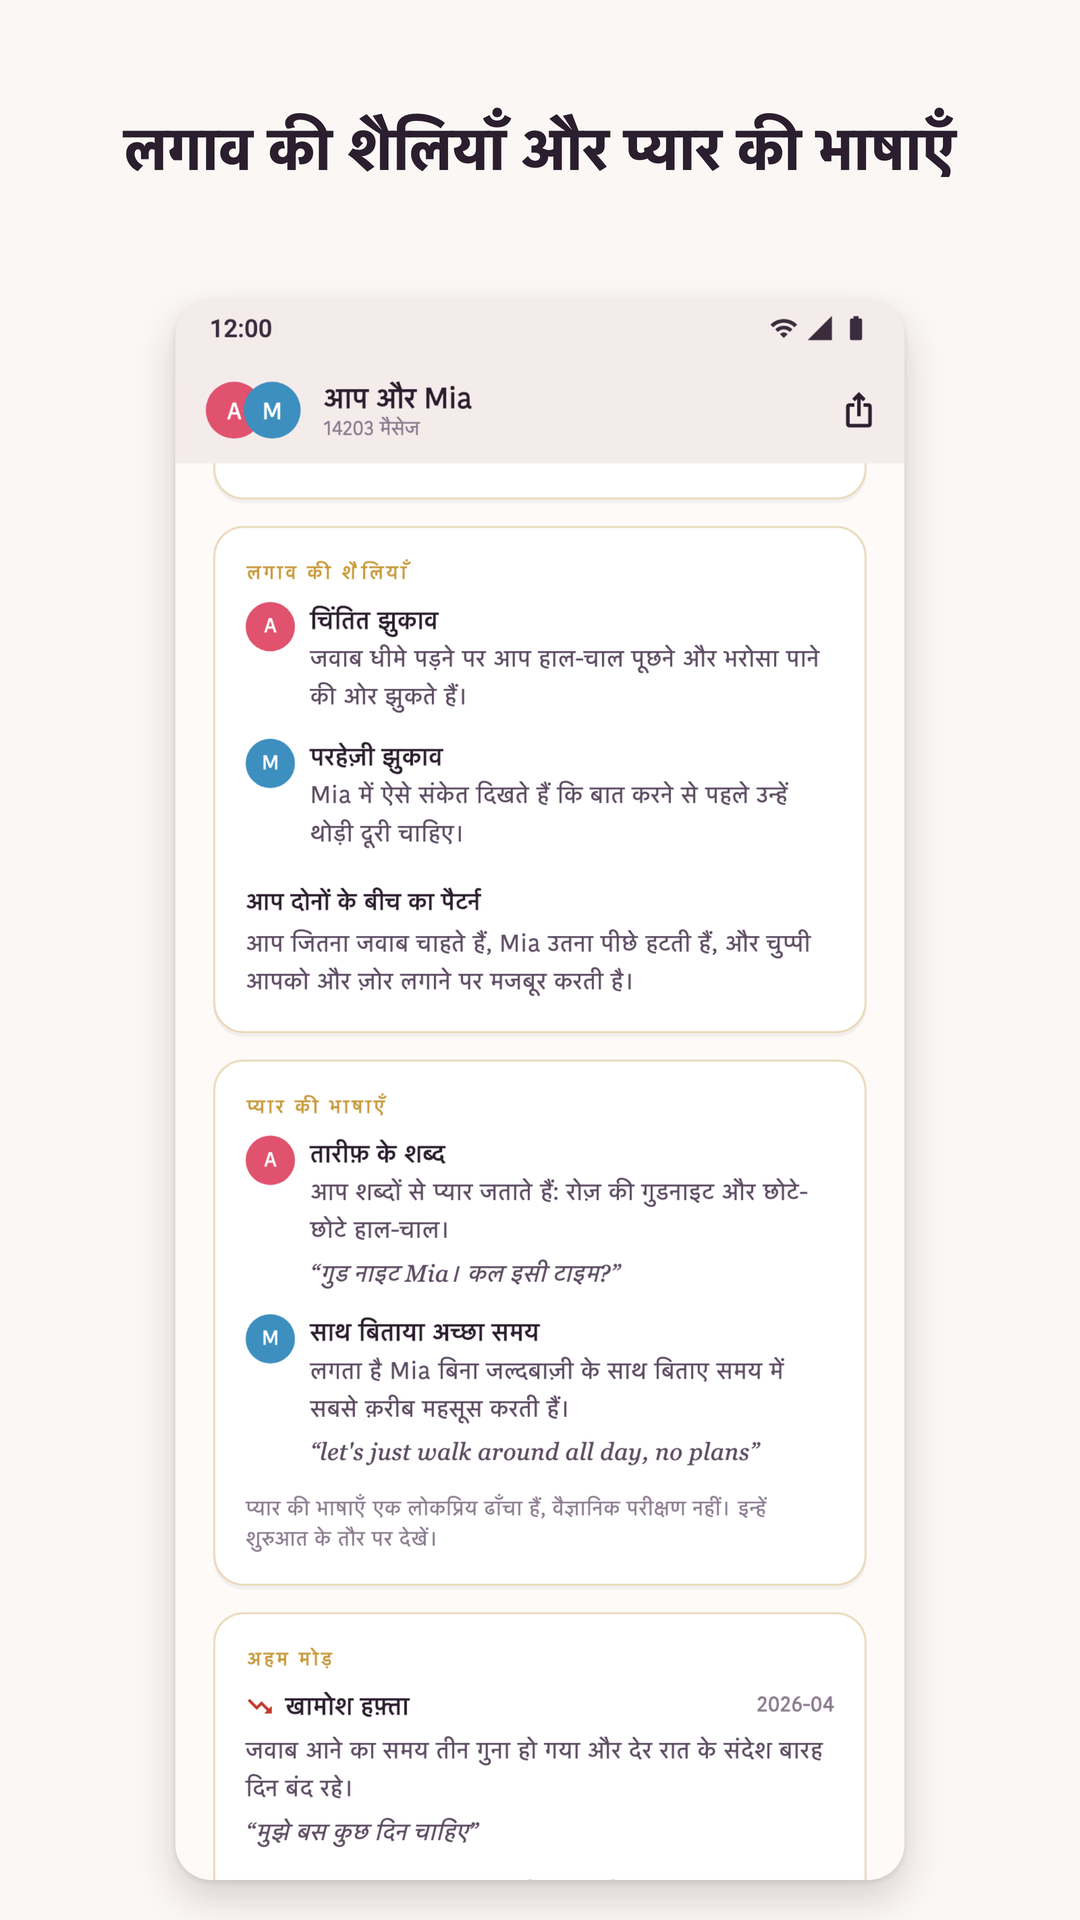 लगाव की शैलियाँ और प्यार की भाषाएँ
12:00
A M
आप और Mia
14203 मैसेज
लगाव की शैलियाँ
A
चिंतित झुकाव
जवाब धीमे पड़ने पर आप हाल-चाल पूछने और भरोसा पाने
की ओर झुकते हैं।
M
परहेज़ी झुकाव
Mia में ऐसे संकेत दिखते हैं कि बात करने से पहले उन्हें
थोड़ी दूरी चाहिए।
आप दोनों के बीच का पैटर्न
आप जितना जवाब चाहते हैं, Mia उतना पीछे हटती हैं, और चुप्पी
आपको और ज़ोर लगाने पर मजबूर करती है।
प्यार की भाषाएँ
A
तारीफ़ के शब्द
आप शब्दों से प्यार जताते हैं: रोज़ की गुडनाइट और छोटे-
छोटे हाल-चाल।
“गुड नाइट Mia। कल इसी टाइम?”
M
साथ बिताया अच्छा समय
लगता है Mia बिना जल्दबाज़ी के साथ बिताए समय में
सबसे क़रीब महसूस करती हैं।
“let's just walk around all day, no plans”
प्यार की भाषाएँ एक लोकप्रिय ढाँचा हैं, वैज्ञानिक परीक्षण नहीं। इन्हें
शुरुआत के तौर पर देखें।
अहम मोड़
खामोश हफ़्ता
2026-04
जवाब आने का समय तीन गुना हो गया और देर रात के संदेश बारह
दिन बंद रहे।
“मुझे बस कुछ दिन चाहिए”